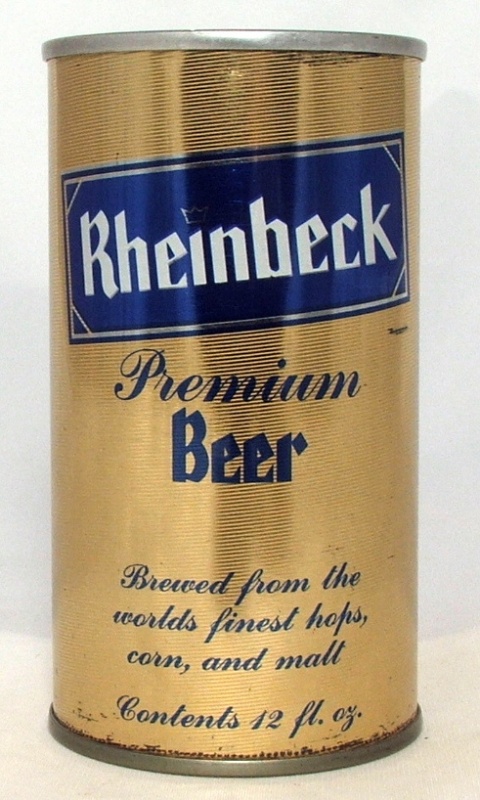 Rheinbeck
Premium
Beer
Brewed from the
worlds finest hops,
corn, and malt
Contents 12 fl. oz.